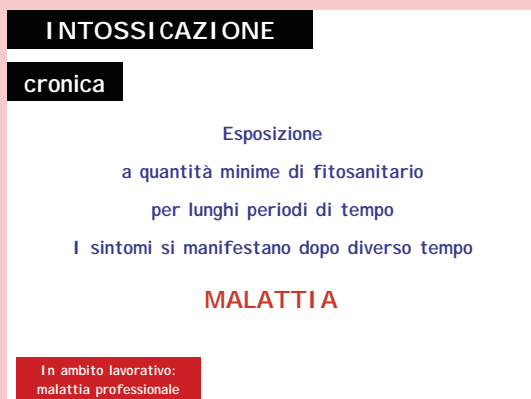 INTOSSICAZIONE
cronica
Esposizione
a quantità minime di fitosanitario
per lunghi periodi di tempo
I sintomi si manifestano dopo diverso tempo
MALATTIA
In ambito lavorativo:
malattia professionale